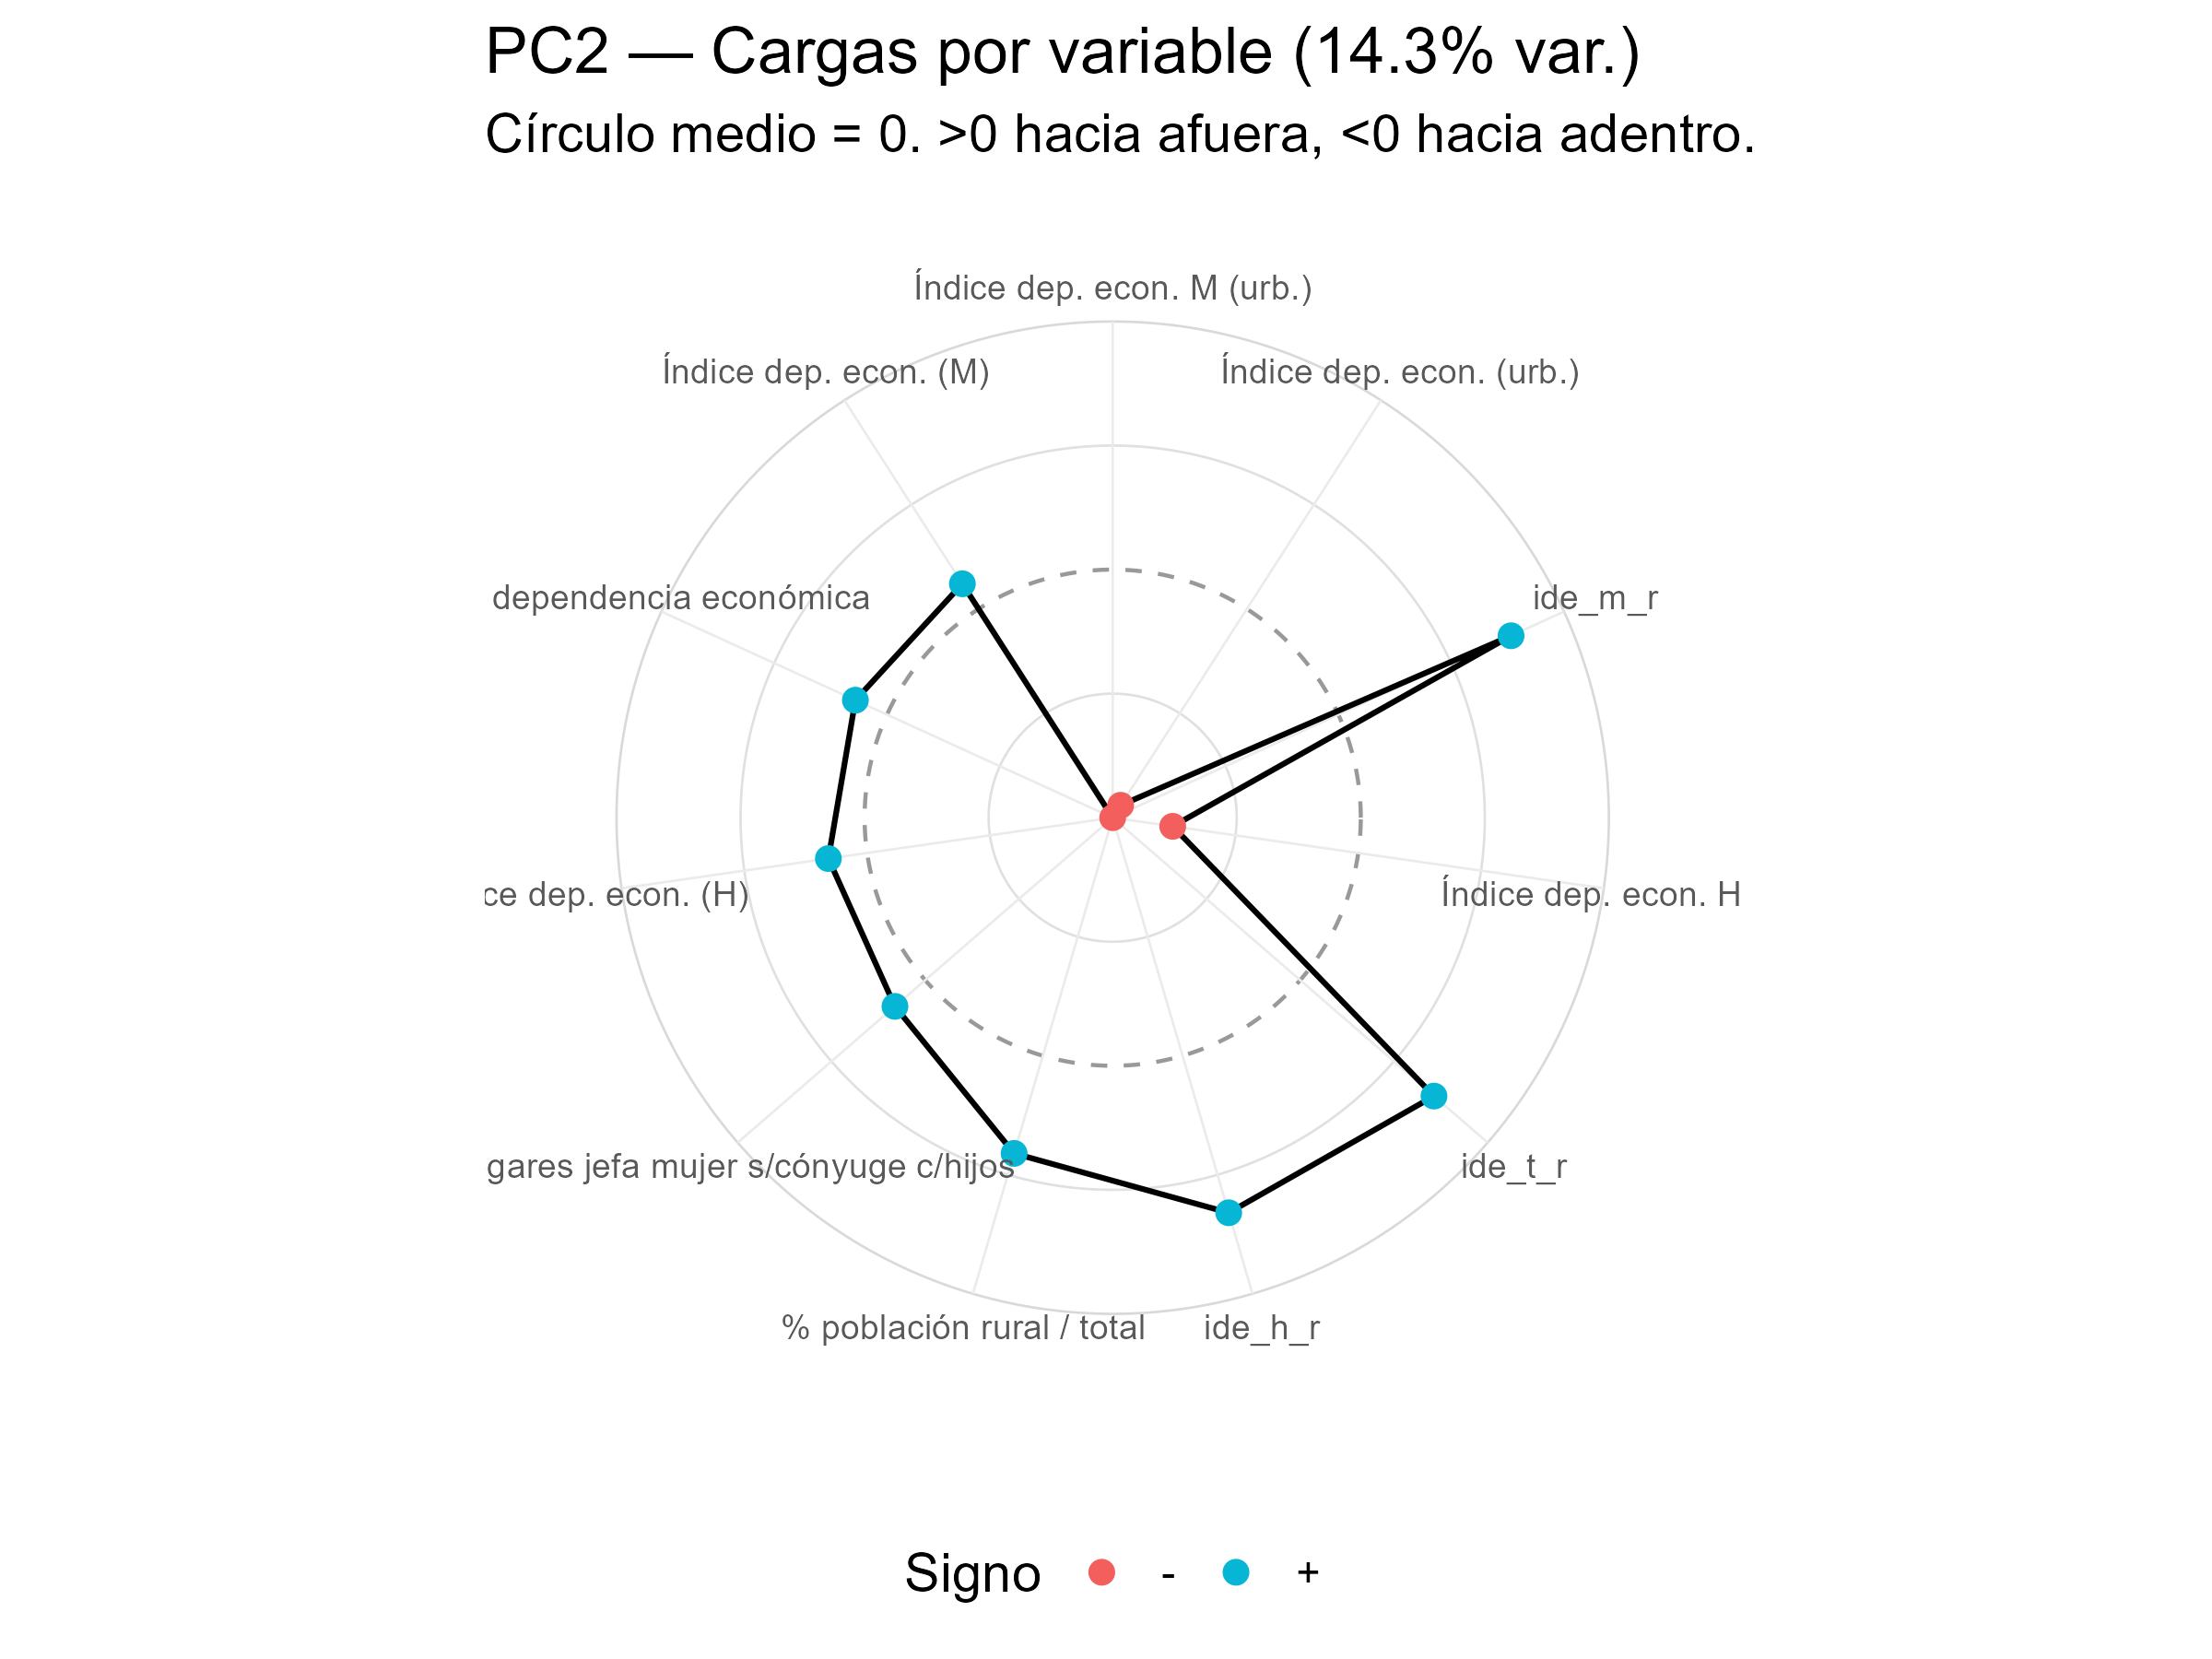 PC2 — Cargas por variable (14.3% var.)
Círculo medio = 0. >0 hacia afuera, <0 hacia adentro.
Índice dep. econ. M (urb.)
Índice dep. econ. (M)
Índice dep. econ. (urb.)
dependencia económica
ide_m_r
ce dep. econ. (H)
Índice dep. econ. H
gares jefa mujer s/cónyuge c/hijos
ide_t_r
% población rural / total
ide_h_r
Signo - +